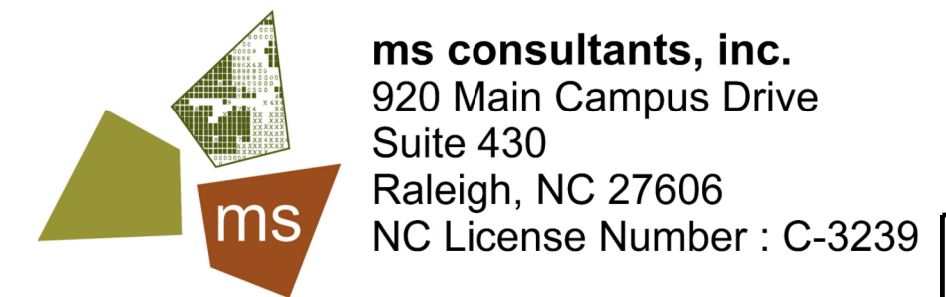 ms consultants, inc.
920 Main Campus Drive
Suite 430
Raleigh, NC 27606
NC License Number : C-3239
ms